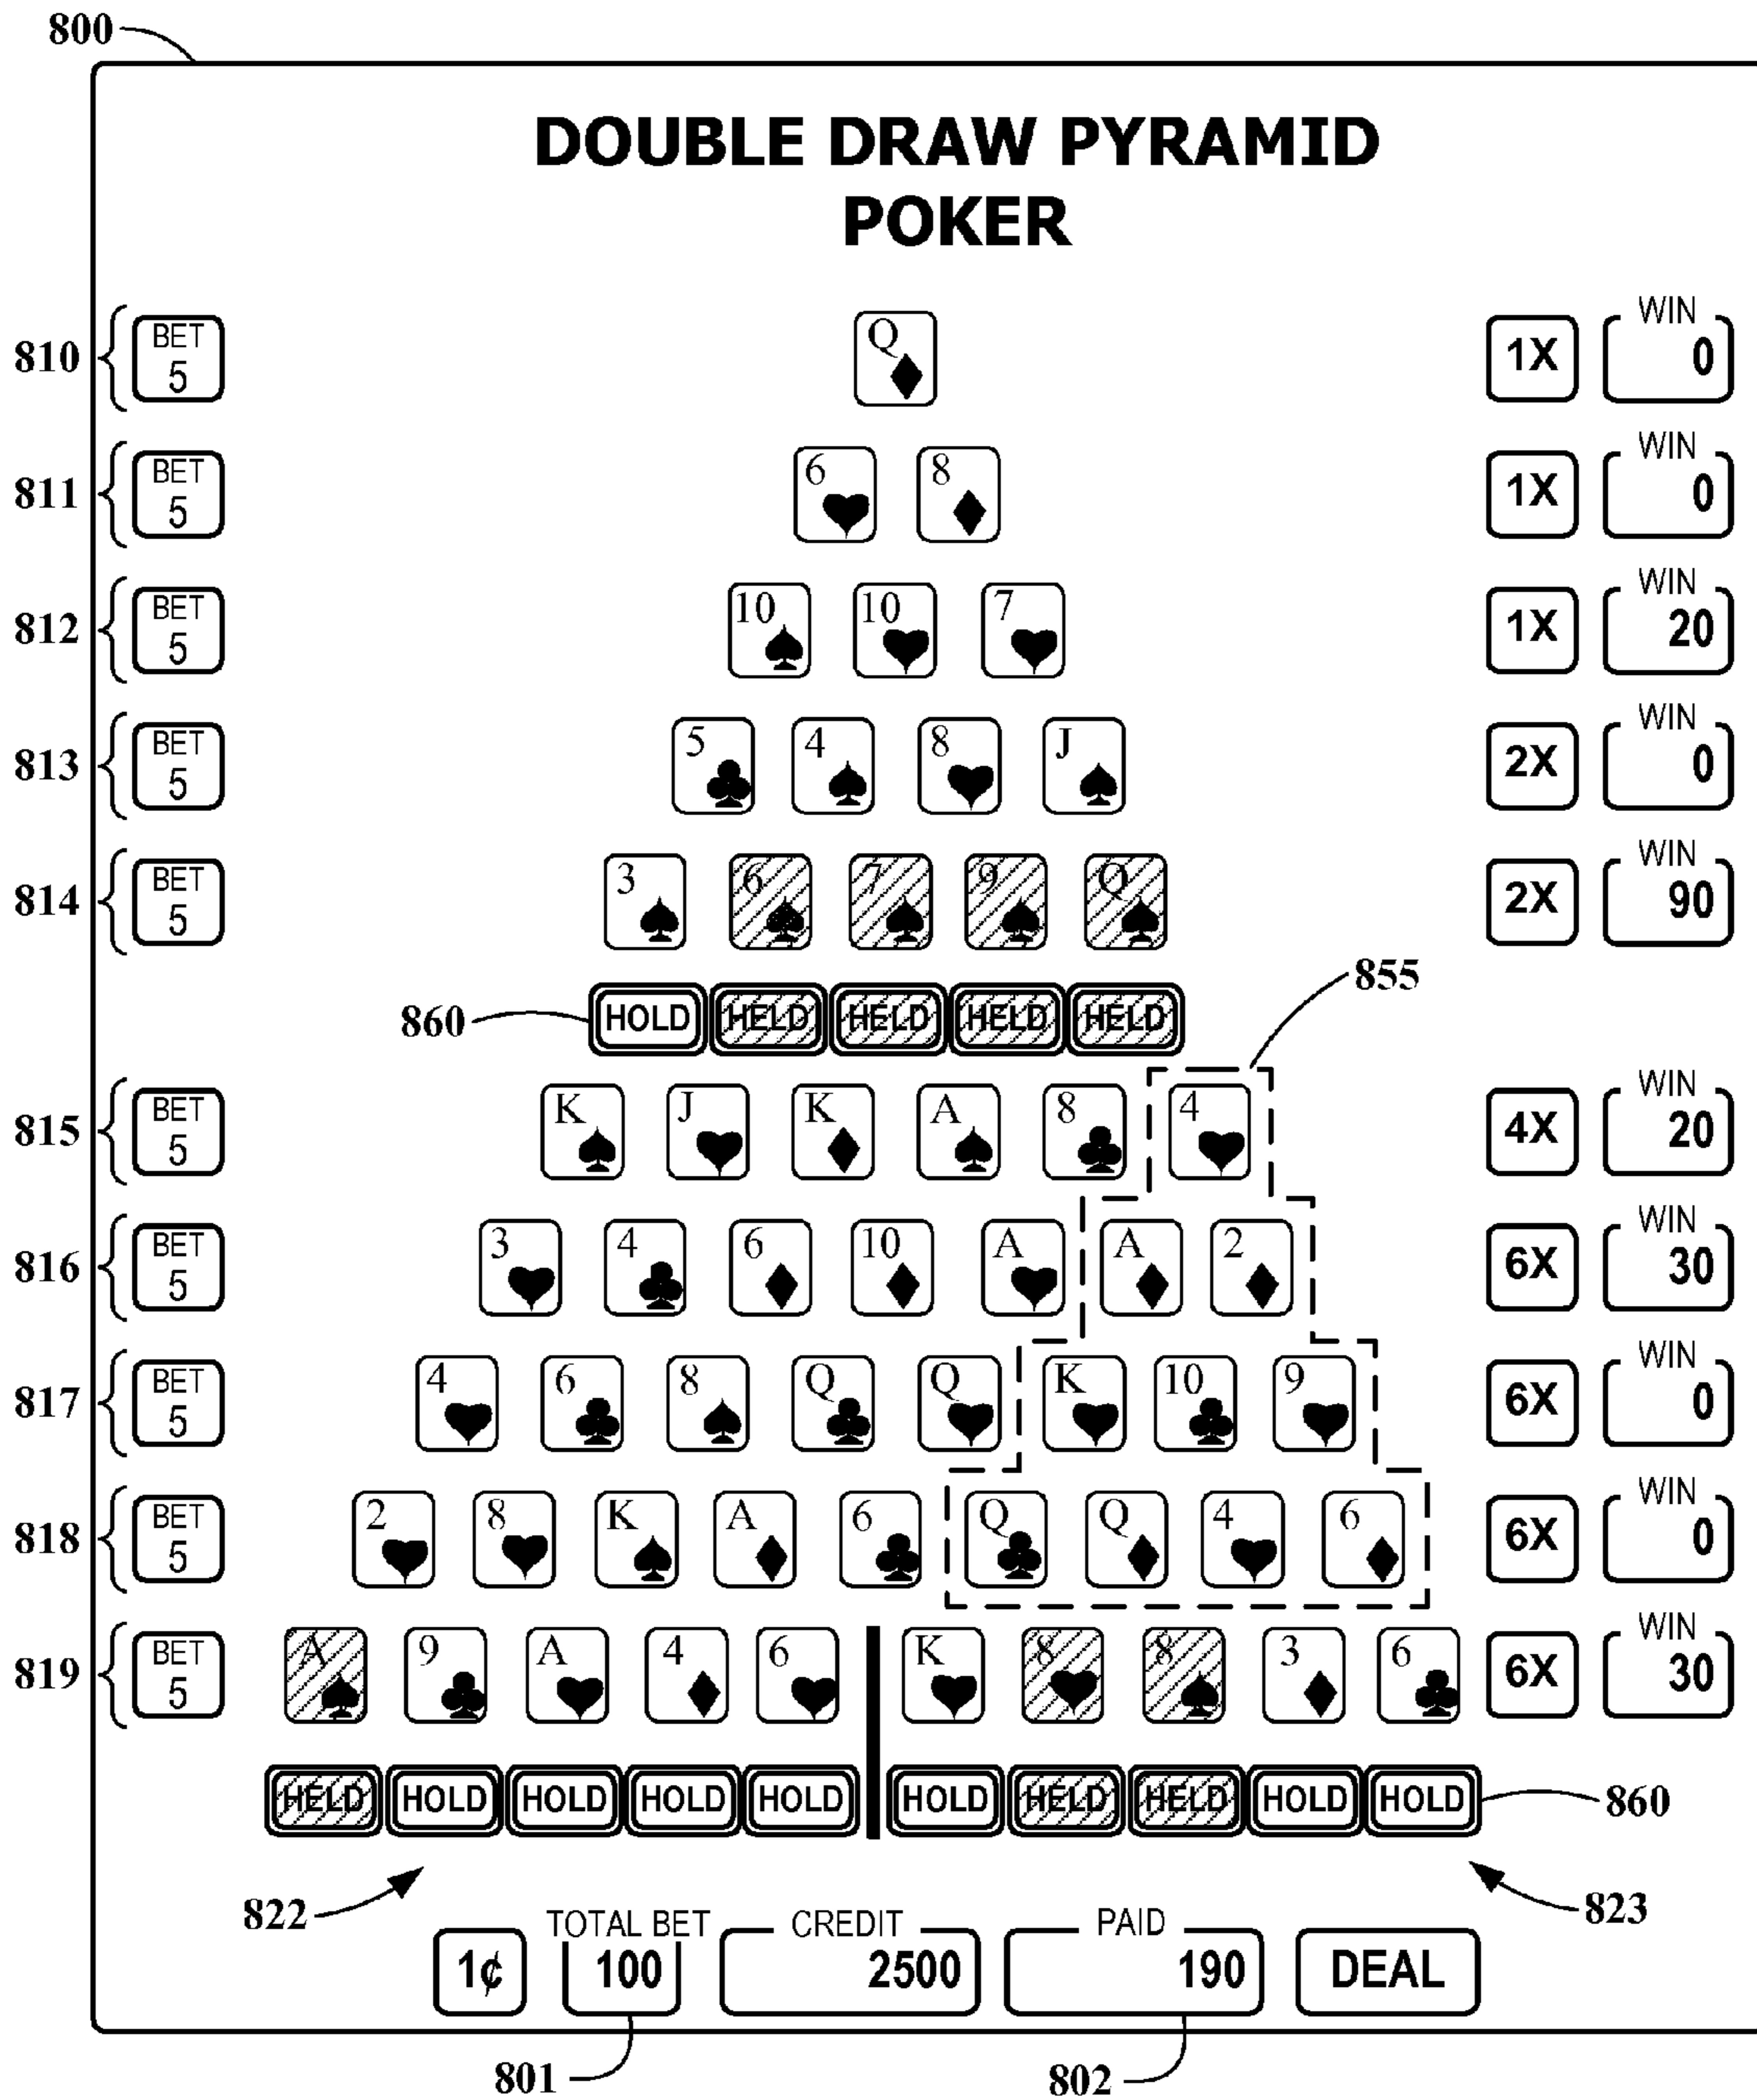 800
DOUBLE DRAW PYRAMID
POKER
810 BET 5 Q♦ 1X WIN 0
811 BET 5 6♥ 8♦ 1X WIN 0
812 BET 5 10♠ 10♥ 7♥ 1X WIN 20
813 BET 5 5♣ 4♠ 8♥ J♠ 2X WIN 0
814 BET 5 3♠ 6♠ 7♠ 9♠ Q♠ 2X WIN 90
855
860 HOLD HELD HELD HELD HELD
815 BET 5 K♠ J♥ K♦ A♠ 8♣ 4♥ 4X WIN 20
816 BET 5 3♥ 4♣ 6♦ 10♦ A♥ A♦ 2♦ 6X WIN 30
817 BET 5 4♥ 6♣ 8♠ Q♣ Q♥ K♥ 10♣ 9♥ 6X WIN 0
818 BET 5 2♥ 8♥ K♠ A♦ 6♣ Q♣ Q♦ 4♥ 6♦ 6X WIN 0
819 BET 5 A♠ 9♣ A♥ 4♦ 6♥ K♥ 8♥ 8♠ 3♦ 6♣ 6X WIN 30
HELD HOLD HOLD HOLD HOLD HOLD HELD HELD HOLD HOLD 860
822 823
TOTAL BET CREDIT PAID
1¢ 100 2500 190 DEAL
801 802